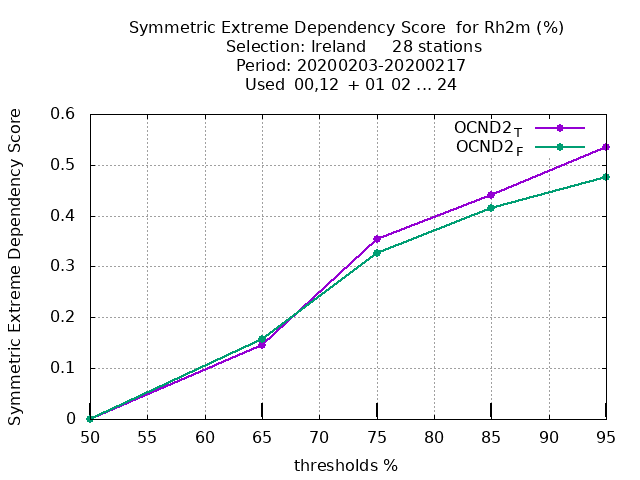 Symmetric Extreme Dependency Score for Rh2m (%)
Selection: Ireland 28 stations
Period: 20200203-20200217
Used 00,12 + 01 02 ... 24
Symmetric Extreme Dependency Score
0.6
0.5
0.4
0.3
0.2
0.1
0
OCND2T
OCND2F
50 55 60 65 70 75 80 85 90 95
thresholds %